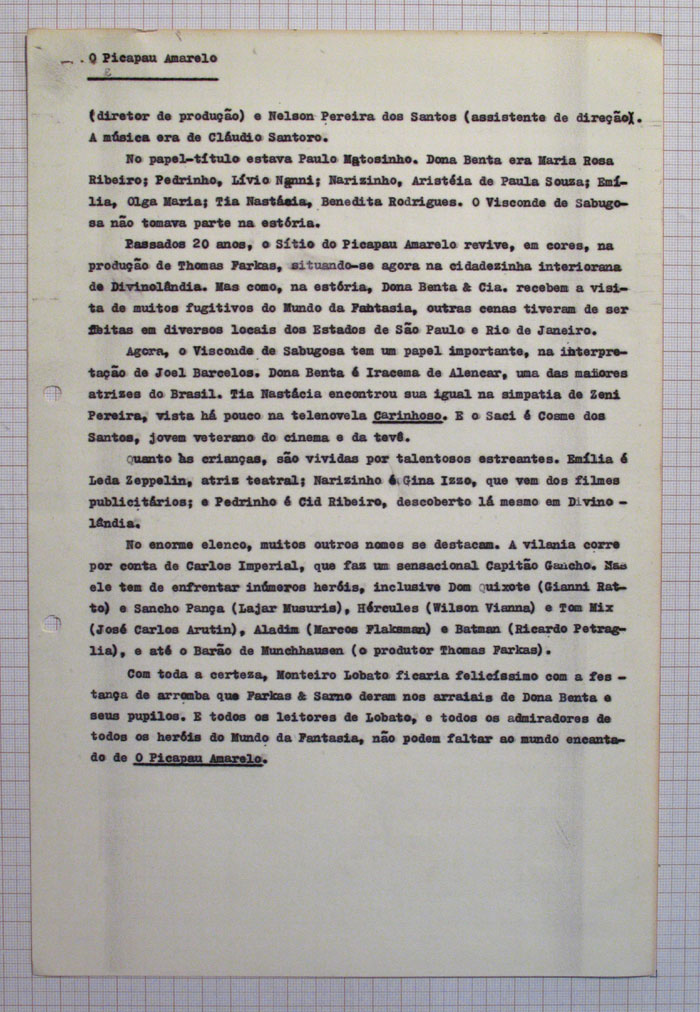 O Picapau Amarelo
(diretor de produção) e Nelson Pereira dos Santos (assistente de direção).
A música era de Cláudio Santoro.
No papel-título estava Paulo Matosinho. Dona Benta era Maria Rosa
Ribeiro; Pedrinho, Lívio Nanni; Narizinho, Aristéia de Paula Souza; Emí-
lia, Olga Maria; Tia Nastásia, Benedita Rodrigues. O Visconde de Sabugo-
sa não tomava parte na estória.
Passados 20 anos, o Sítio do Picapau Amarelo revive, em cores, na
produção de Thomas Farkas, situando-se agora na cidadezinha interiorana
de Divinolândia. Mas como, na estória, Dona Benta & Cia. recebem a visi-
ta de muitos fugitivos do Mundo da Fantasia, outras cenas tiveram de ser
feitas em diversos locais dos Estados de São Paulo e Rio de Janeiro.
Agora, o Visconde de Sabugosa tem um papel importante, na interpre-
tação de Joel Barcelos. Dona Benta é Iracema de Alencar, uma das maiores
atrizes do Brasil. Tia Nastácia encontrou sua igual na simpatia de Zeni
Pereira, vista há pouco na telenovela Carinhoso. E o Saci é Cosme dos
Santos, jovem veterano do cinema e da tevê.
Quanto às crianças, são vividas por talentosos estreantes. Emília é
Leda Zeppelin, atriz teatral; Narizinho é Gina Izzo, que vem dos filmes
publicitários; e Pedrinho é Cid Ribeiro, descoberto lá mesmo em Divino -
lândia.
No enorme elenco, muitos outros nomes se destacam. A vilania corre
por conta de Carlos Imperial, que faz um sensacional Capitão Gancho. Mas
ele tem de enfrentar inúmeros heróis, inclusive Dom Quixote (Gianni Rat-
to) e Sancho Pança (Lajar Musuris), Hércules (Wilson Vianna) e Tom Mix
(José Carlos Arutin), Aladim (Marcos Flaksman) e Batman (Ricardo Petrag-
lia), e até o Barão de Munchhausen (o produtor Thomas Farkas).
Com toda a certeza, Monteiro Lobato ficaria felicíssimo com a fes -
tança de arromba que Farkas & Sarno deram nos arraiais de Dona Benta e
seus pupilos. E todos os leitores de Lobato, e todos os admiradores de
todos os heróis do Mundo da Fantasia, não podem faltar ao mundo encanta-
do de O Picapau Amarelo.